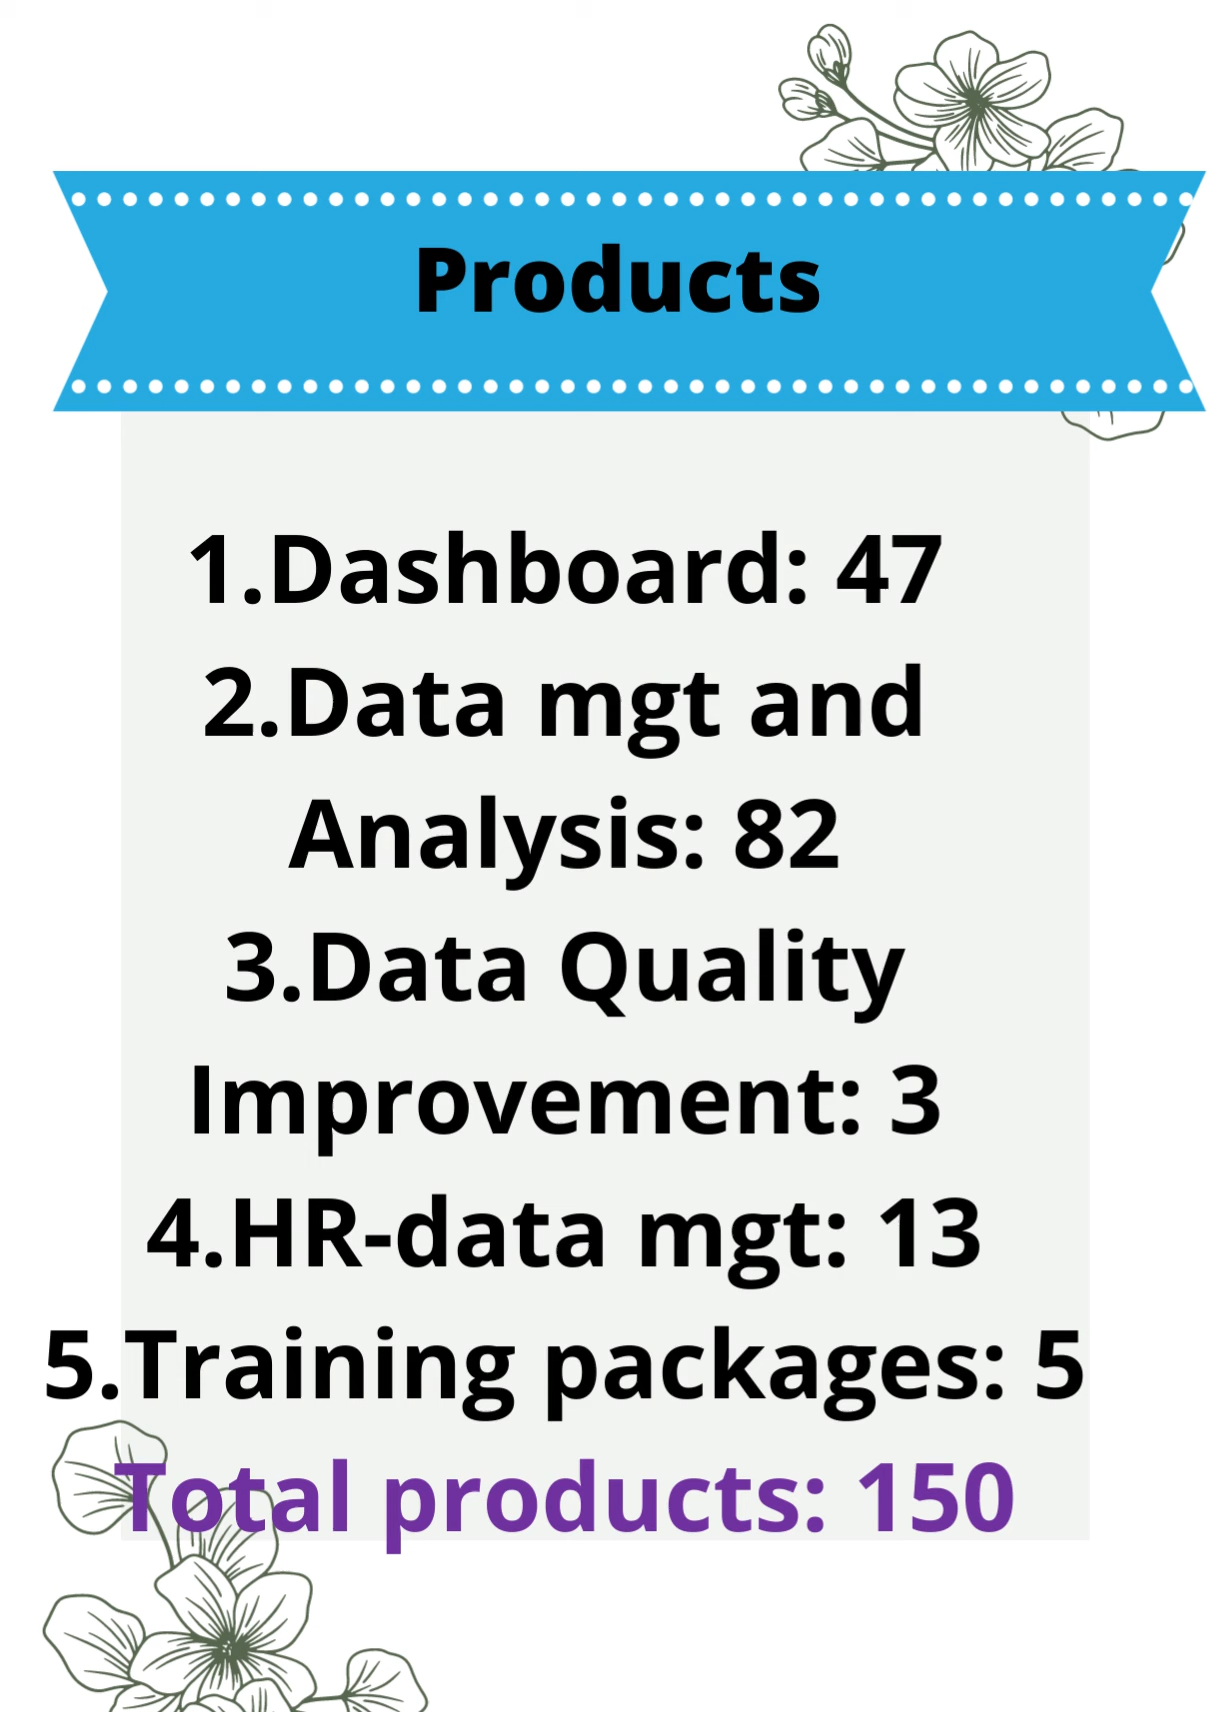 Products
1.Dashboard: 47
2.Data mgt and
Analysis: 82
3.Data Quality
Improvement: 3
4.HR-data mgt: 13
5.Training packages: 5
Total products: 150